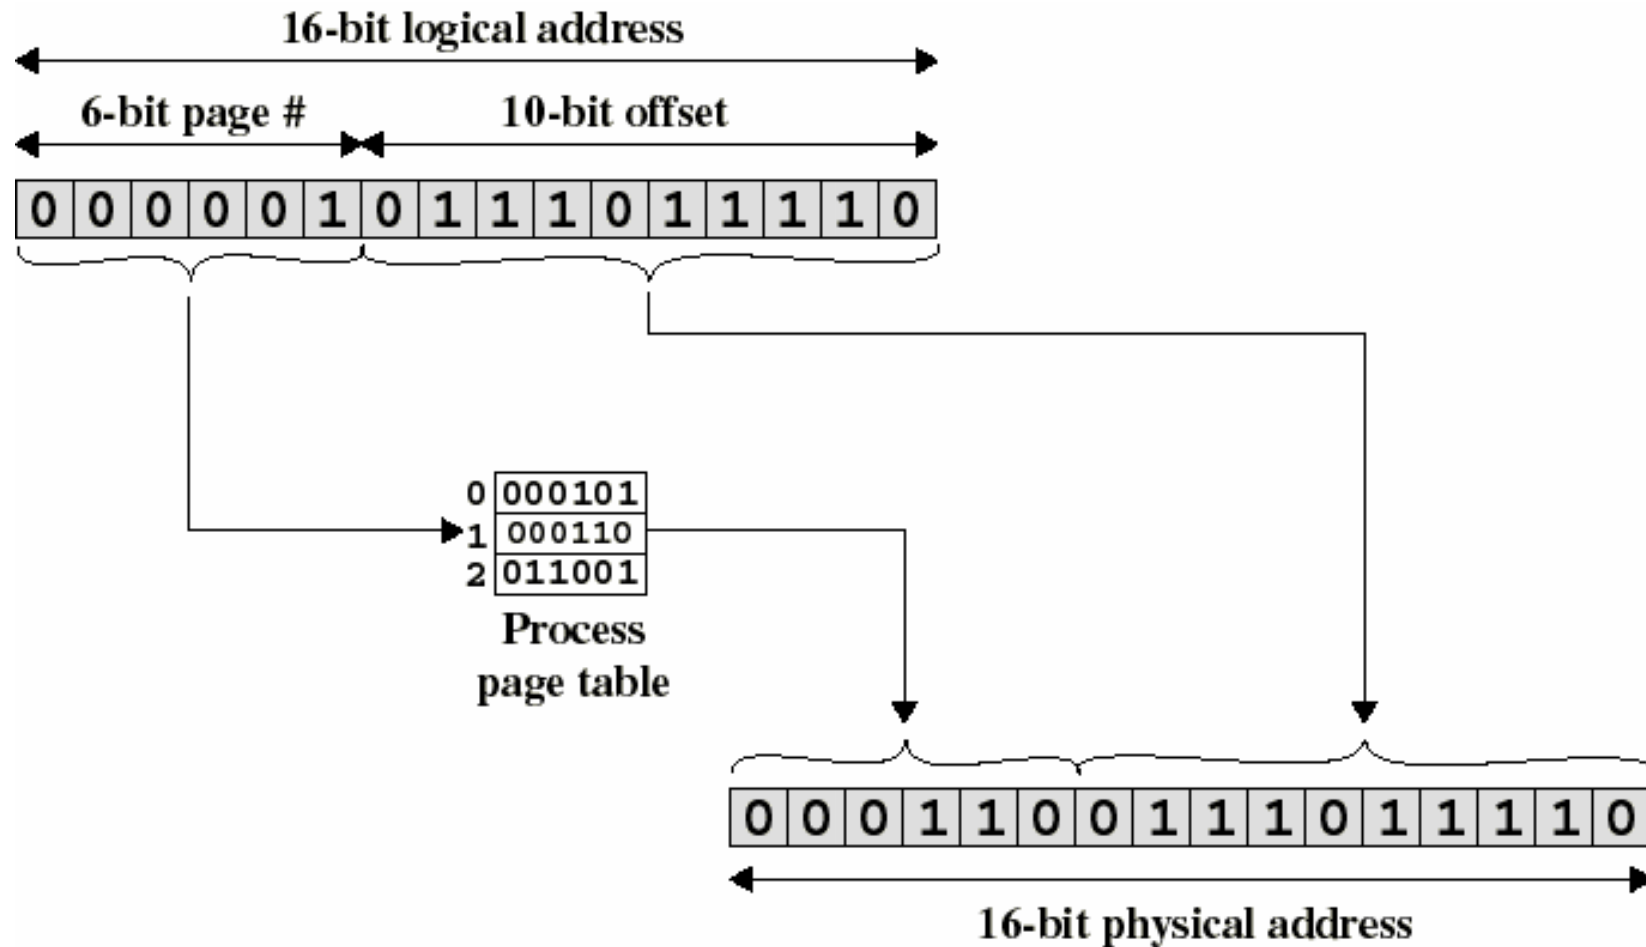 16-bit logical address
6-bit page # 10-bit offset
0 0 0 0 0 1 0 1 1 1 0 1 1 1 1 0
0 000101
1 000110
2 011001
Process
page table
0 0 0 1 1 0 0 1 1 1 0 1 1 1 1 0
16-bit physical address